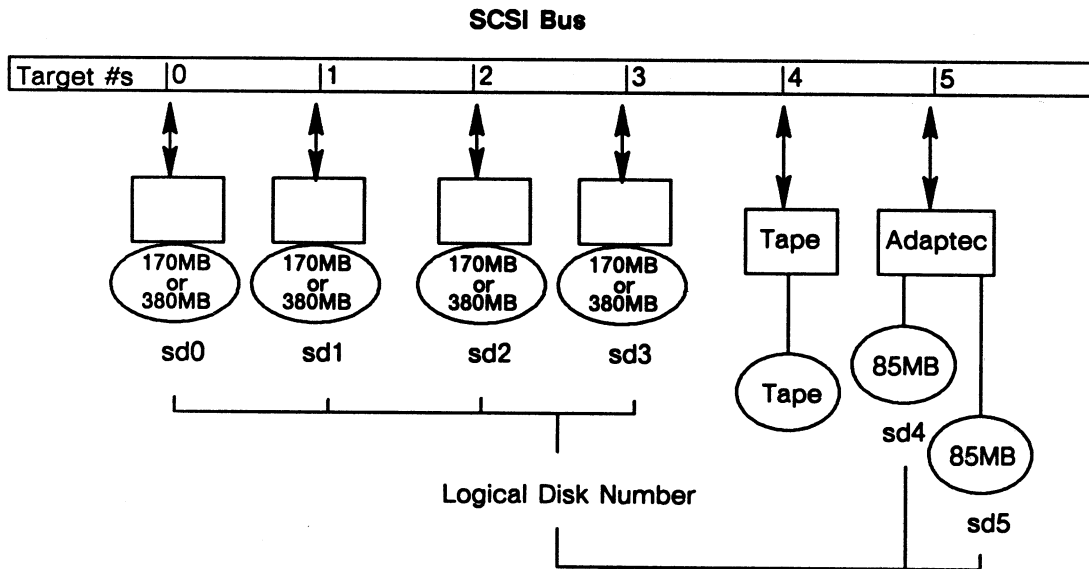 SCSI Bus
Target #s 0 1 2 3 4 5
Tape
Adaptec
170MB
or
380MB
170MB
or
380MB
170MB
or
380MB
170MB
or
380MB
sd0
sd1
sd2
sd3
Tape
85MB
sd4
85MB
sd5
Logical Disk Number